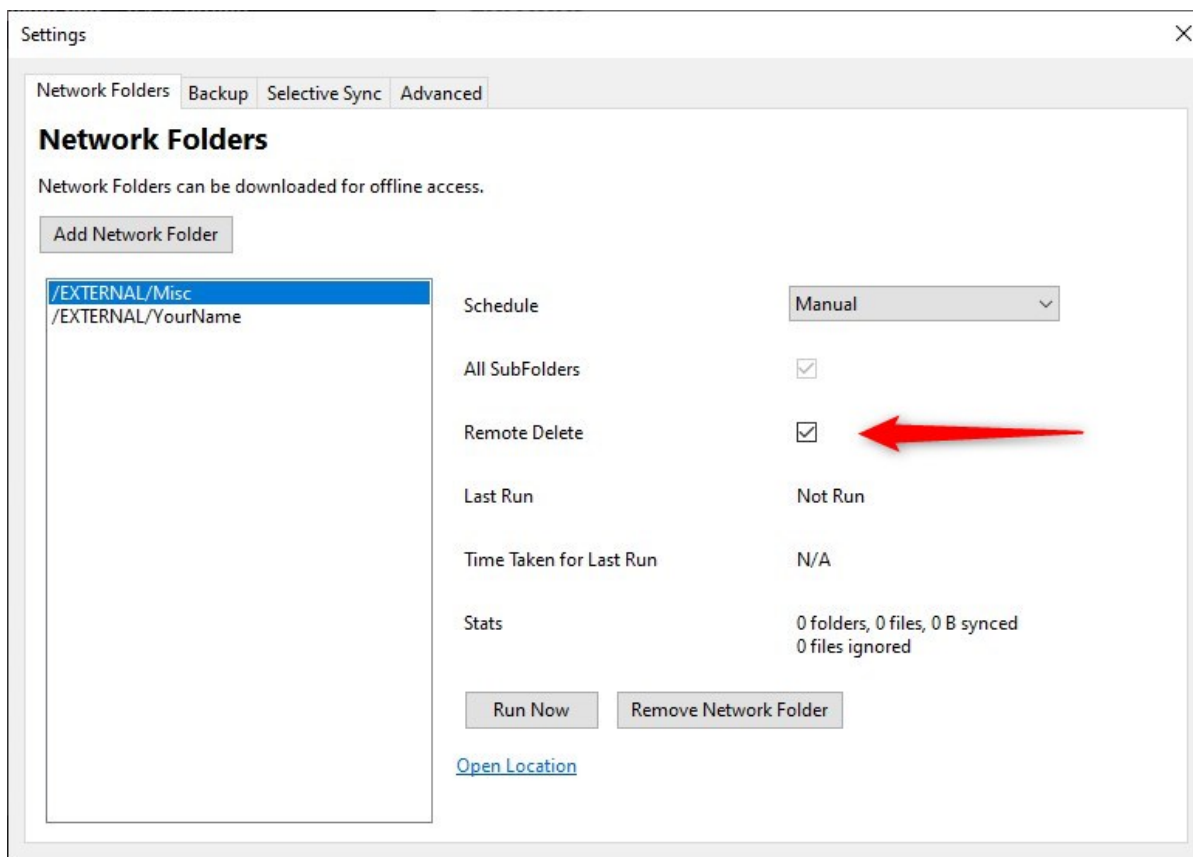 Settings
Network Folders Backup Selective Sync Advanced
Network Folders
Network Folders can be downloaded for offline access.
Add Network Folder
/EXTERNAL/Misc
/EXTERNAL/YourName
Schedule Manual
All SubFolders
Remote Delete
Last Run Not Run
Time Taken for Last Run N/A
Stats 0 folders, 0 files, 0 B synced
0 files ignored
Run Now Remove Network Folder
Open Location